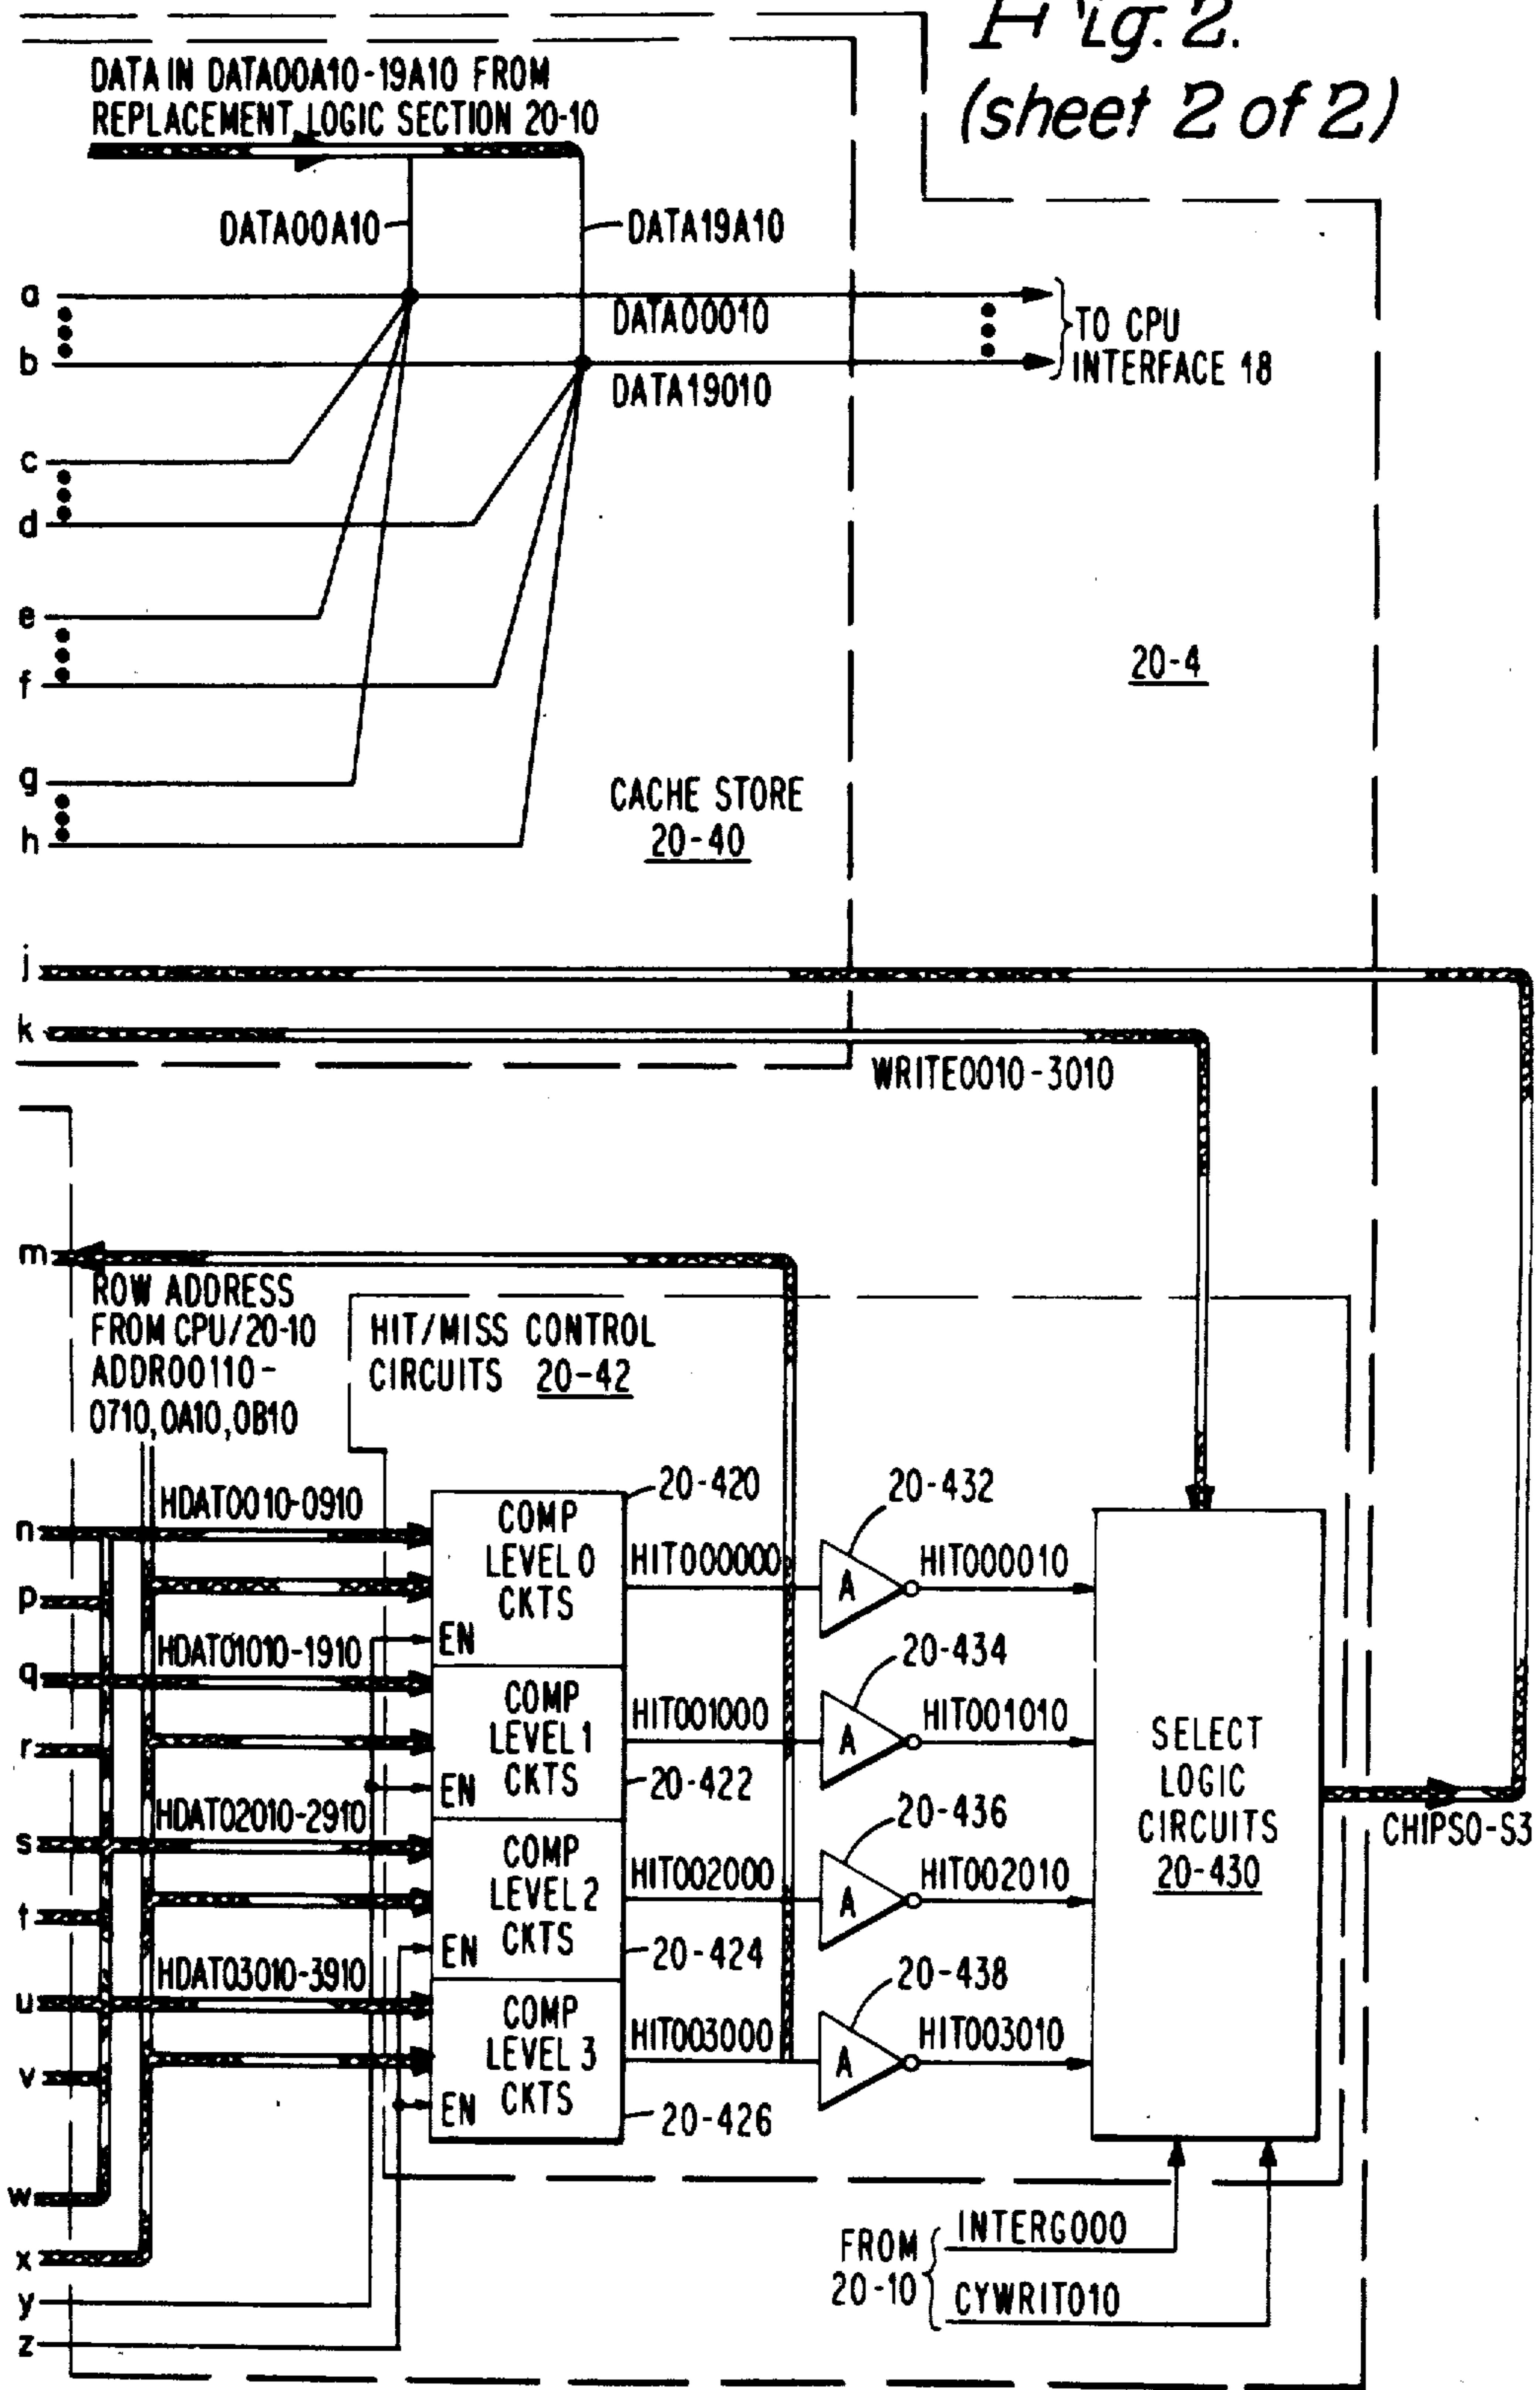 Fig. 2.
(sheet 2 of 2)
DATA IN DATA00A10-19A10 FROM
REPLACEMENT LOGIC SECTION 20-10
DATA00A10
DATA19A10
a
DATA00010
b
DATA19010
TO CPU
INTERFACE 18
c
d
e
f
20-4
g
h
CACHE STORE
20-40
j
k
WRITE0010-3010
m
ROW ADDRESS
FROM CPU/20-10
ADDR00110-
0710,0A10,0B10
HIT/MISS CONTROL
CIRCUITS 20-42
n
HDAT0010-0910
p
COMP
LEVEL 0
CKTS
EN
20-420
HIT000000
20-432
A
HIT000010
q
HDAT01010-1910
r
COMP
LEVEL 1
CKTS
EN
HIT001000
20-422
20-434
A
HIT001010
s
HDAT02010-2910
t
COMP
LEVEL 2
CKTS
EN
HIT002000
20-424
20-436
A
HIT002010
u
HDAT03010-3910
v
COMP
LEVEL 3
CKTS
EN
HIT003000
20-426
20-438
A
HIT003010
SELECT
LOGIC
CIRCUITS
20-430
CHIPS0-S3
w
x
y
z
FROM
20-10
INTERG000
CYWRIT010